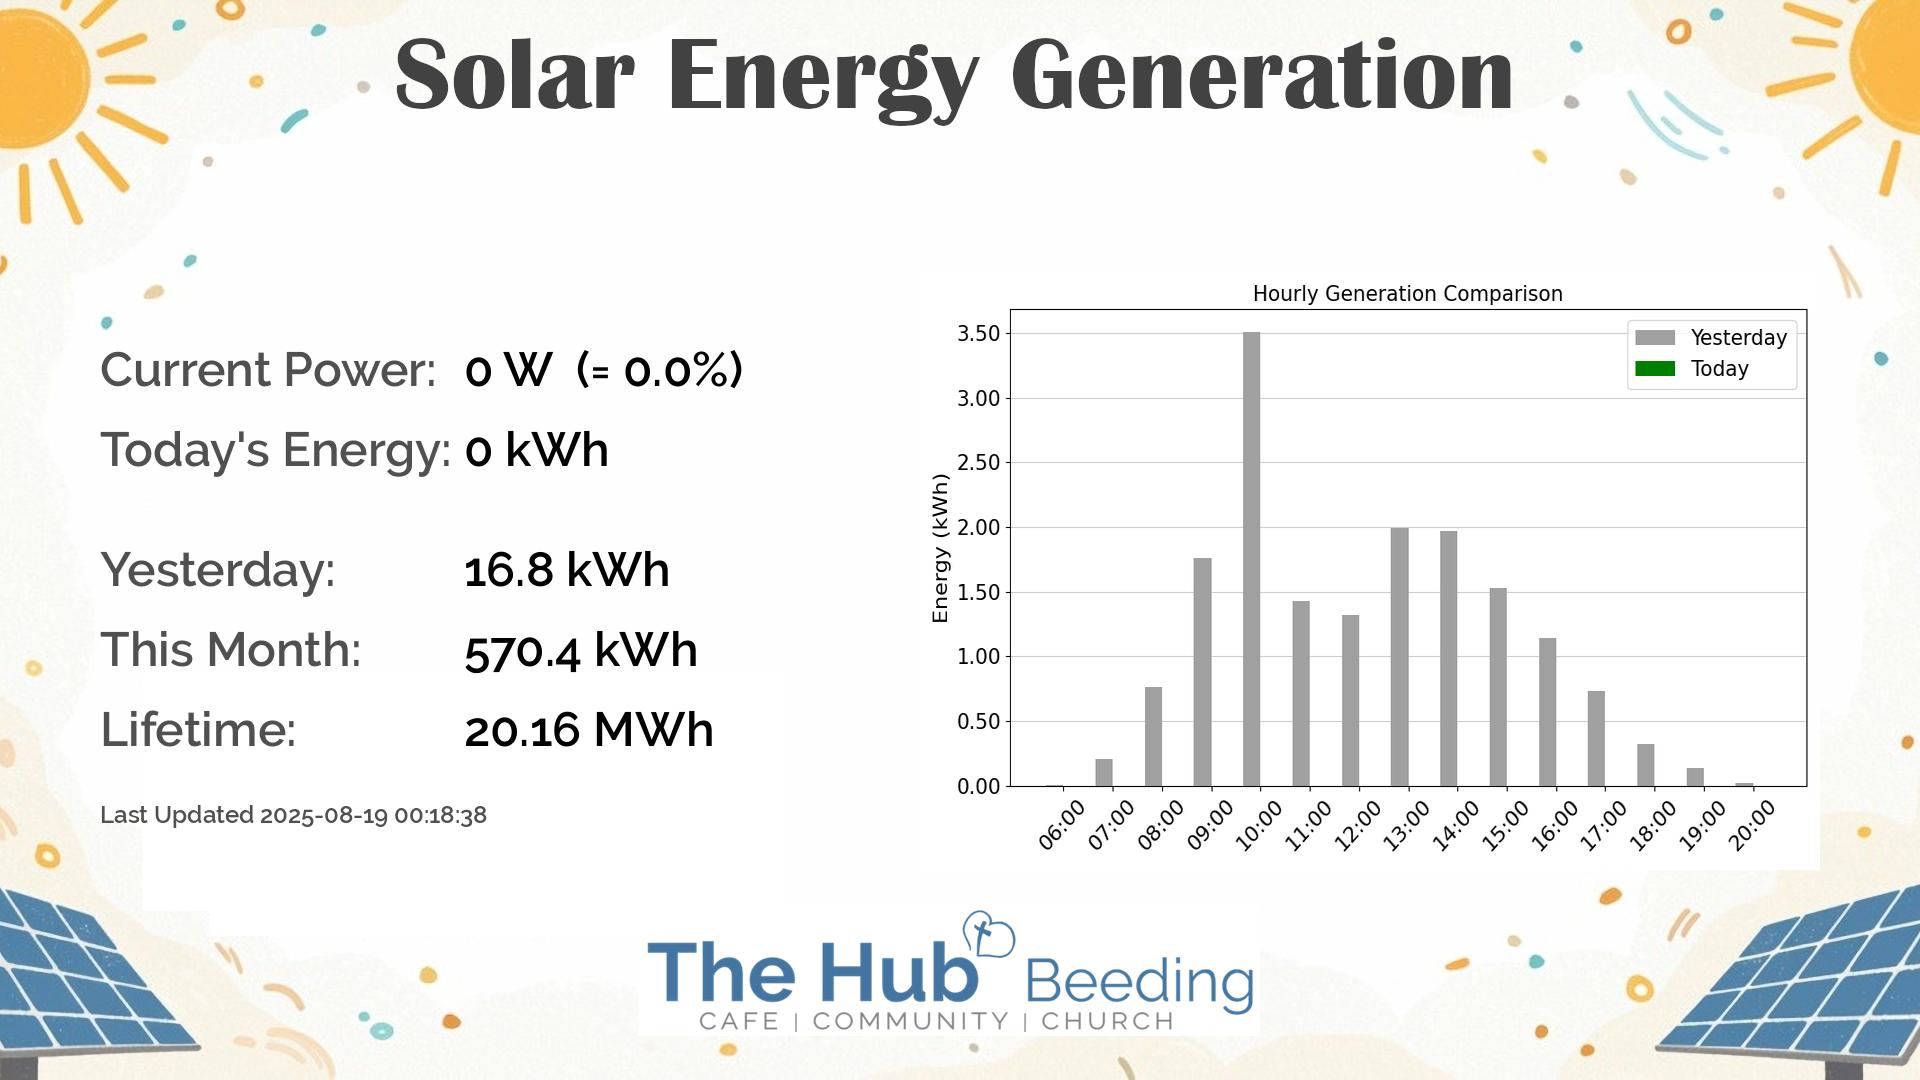 Solar Energy Generation
Current Power: 0 W (= 0.0%)
Today's Energy: 0 kWh
Yesterday: 16.8 kWh
This Month: 570.4 kWh
Lifetime: 20.16 MWh
Last Updated 2025-08-19 00:18:38
Hourly Generation Comparison
Yesterday
Today
Energy (kWh)
3.50
3.00
2.50
2.00
1.50
1.00
0.50
0.00
06:00 07:00 08:00 09:00 10:00 11:00 12:00 13:00 14:00 15:00 16:00 17:00 18:00 19:00 20:00
The Hub Beeding
CAFE | COMMUNITY | CHURCH